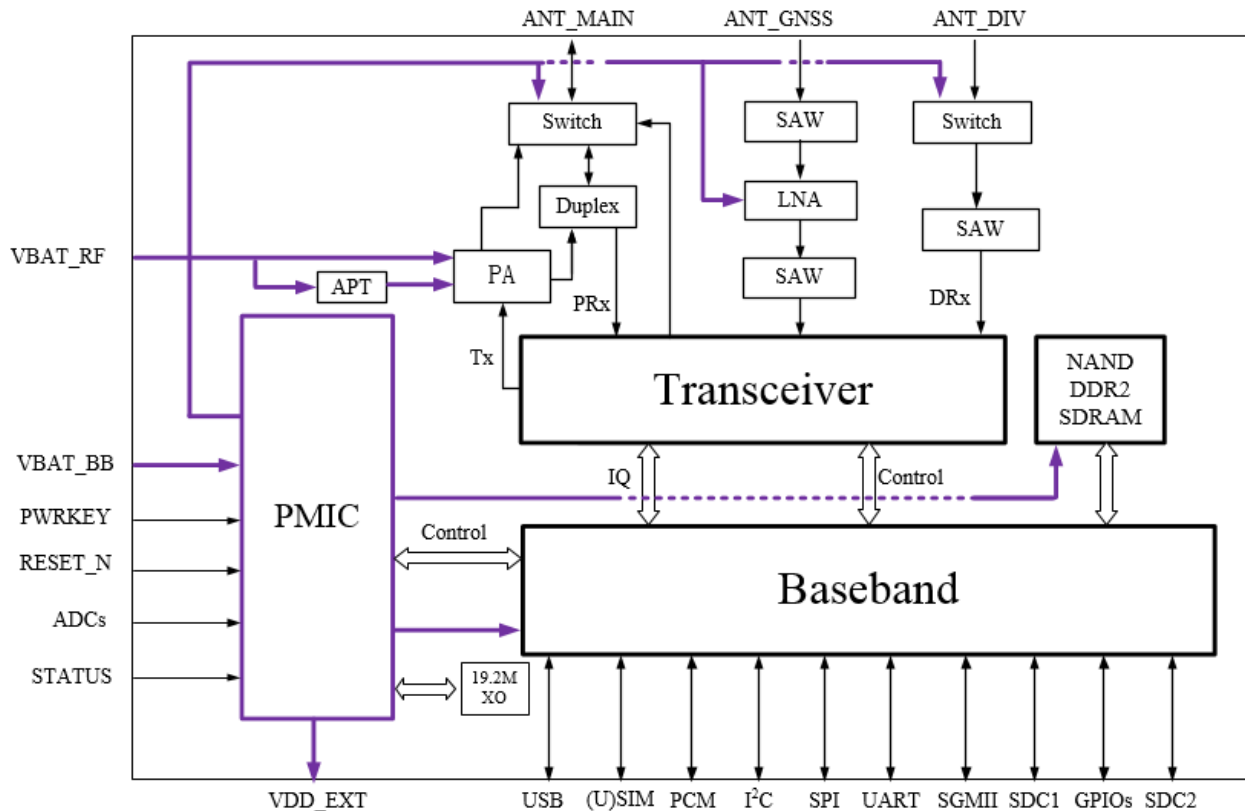 ANT_MAIN ANT_GNSS ANT_DIV
Switch SAW Switch
Duplex LNA SAW
VBAT_RF PA
APT SAW
PRx DRx
Tx
Transceiver
NAND
DDR2
SDRAM
VBAT_BB IQ Control
PWRKEY PMIC
Control
RESET_N
Baseband
ADCs
STATUS 19.2M
XO
VDD_EXT USB (U)SIM PCM I²C SPI UART SGMII SDC1 GPIOs SDC2